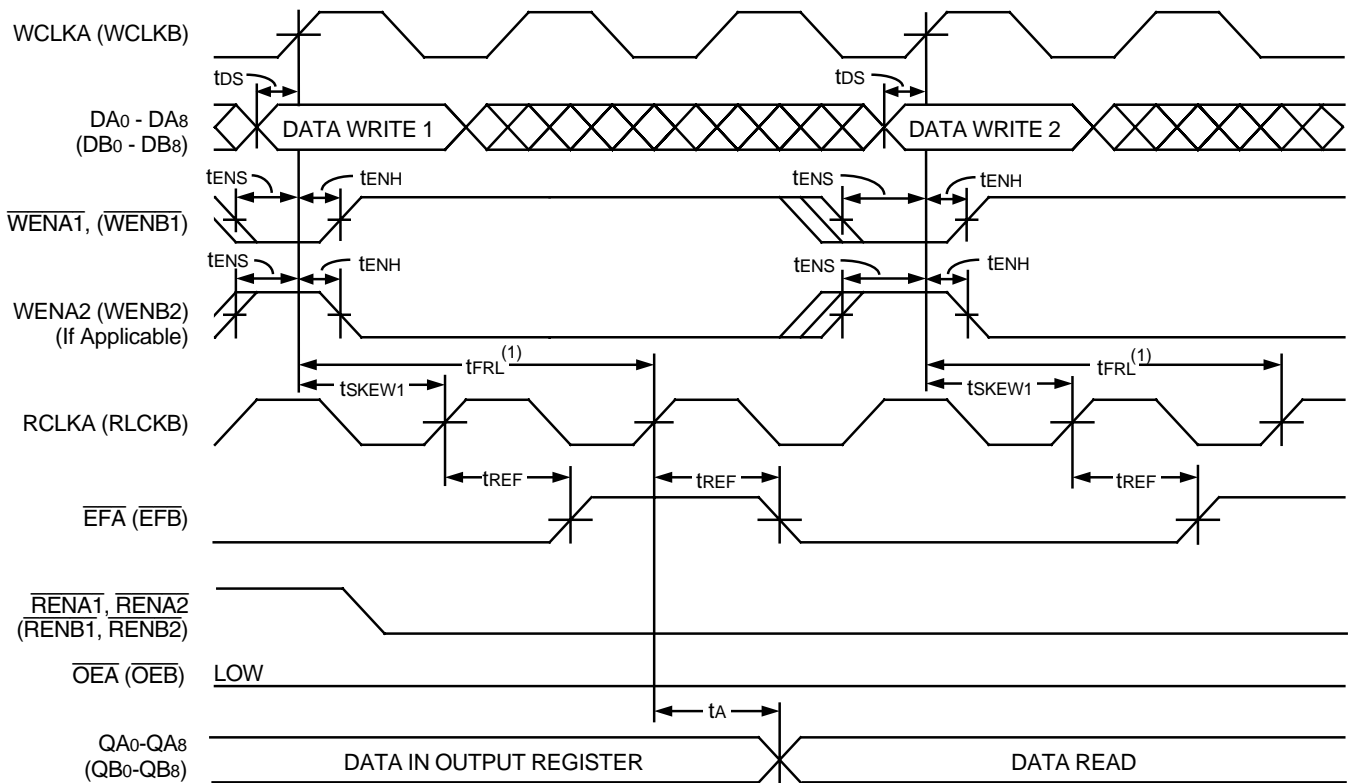 WCLKA (WCLKB)
tDS
tDS
DA0 - DA8
(DB0 - DB8)
DATA WRITE 1
DATA WRITE 2
tENS
tENH
tENS
tENH
WENA1, (WENB1)
tENS
tENH
tENS
tENH
WENA2 (WENB2)
(If Applicable)
tFRL(1)
tFRL(1)
tSKEW1
tSKEW1
RCLKA (RLCKB)
tREF
tREF
tREF
EFA (EFB)
RENA1, RENA2
(RENB1, RENB2)
OEA (OEB)
LOW
tA
QA0-QA8
(QB0-QB8)
DATA IN OUTPUT REGISTER
DATA READ